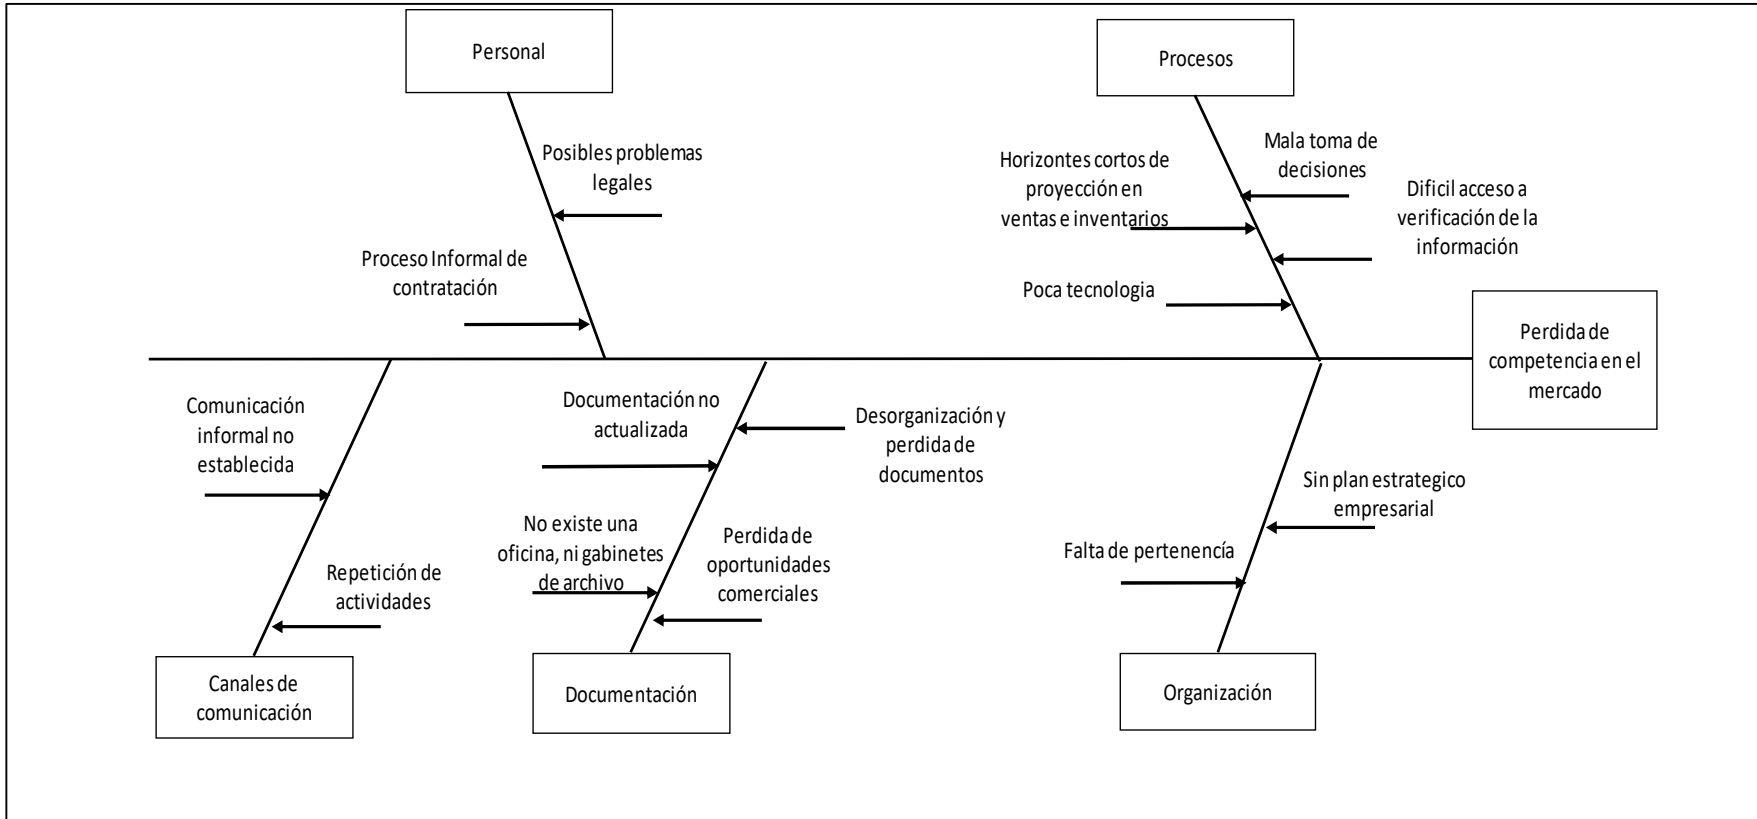 Personal
Procesos
Posibles problemas
legales
Proceso Informal de
contratación
Horizontes cortos de
proyección en
ventas e inventarios
Mala toma de
decisiones
Dificil acceso a
verificación de la
información
Poca tecnologia
Perdida de
competencia en el
mercado
Comunicación
informal no
establecida
Repetición de
actividades
Documentación no
actualizada
Desorganización y
perdida de
documentos
No existe una
oficina, ni gabinetes
de archivo
Perdida de
oportunidades
comerciales
Sin plan estrategico
empresarial
Falta de pertenencía
Canales de
comunicación
Documentación
Organización